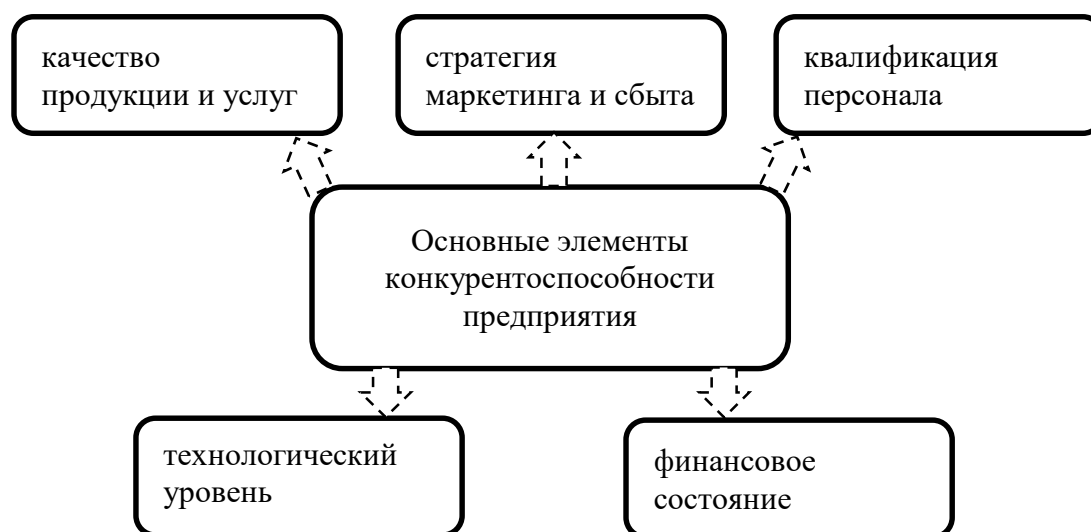 качество
продукции и услуг
стратегия
маркетинга и сбыта
квалификация
персонала
Основные элементы
конкурентоспособности
предприятия
технологический
уровень
финансовое
состояние